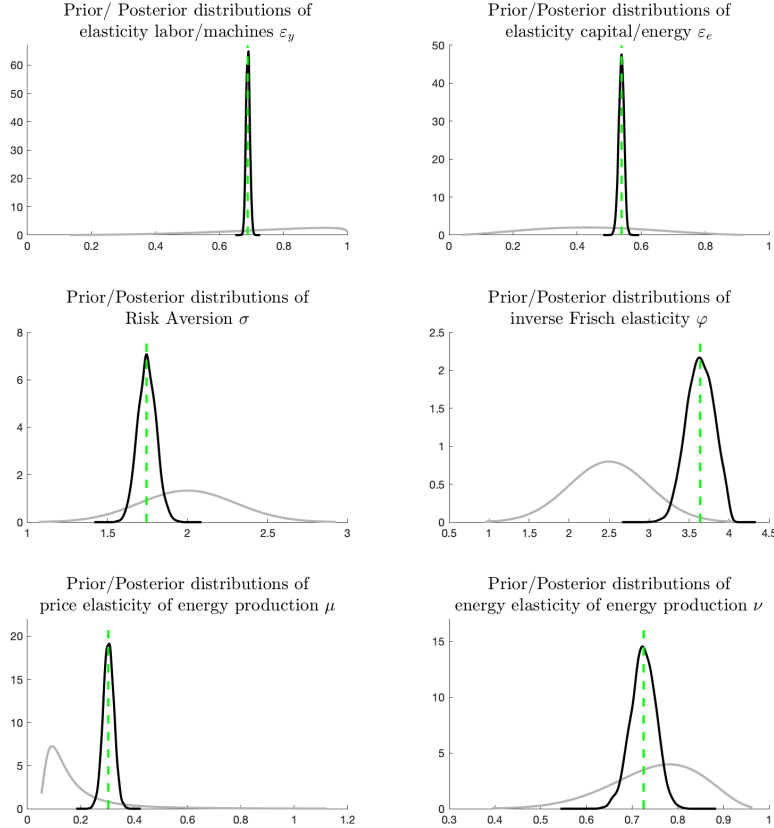 Prior/ Posterior distributions of
elasticity labor/machines εy
60
50
40
30
20
10
0
0 0.2 0.4 0.6 0.8 1
Prior/Posterior distributions of
elasticity capital/energy εe
50
40
30
20
10
0
0 0.2 0.4 0.6 0.8 1
Prior/Posterior distributions of
Risk Aversion σ
8
6
4
2
0
1 1.5 2 2.5 3
Prior/Posterior distributions of
inverse Frisch elasticity φ
2.5
2
1.5
1
0.5
0
0.5 1 1.5 2 2.5 3 3.5 4 4.5
Prior/Posterior distributions of
price elasticity of energy production μ
20
15
10
5
0
0 0.2 0.4 0.6 0.8 1 1.2
Prior/Posterior distributions of
energy elasticity of energy production ν
15
10
5
0
0.3 0.4 0.5 0.6 0.7 0.8 0.9 1